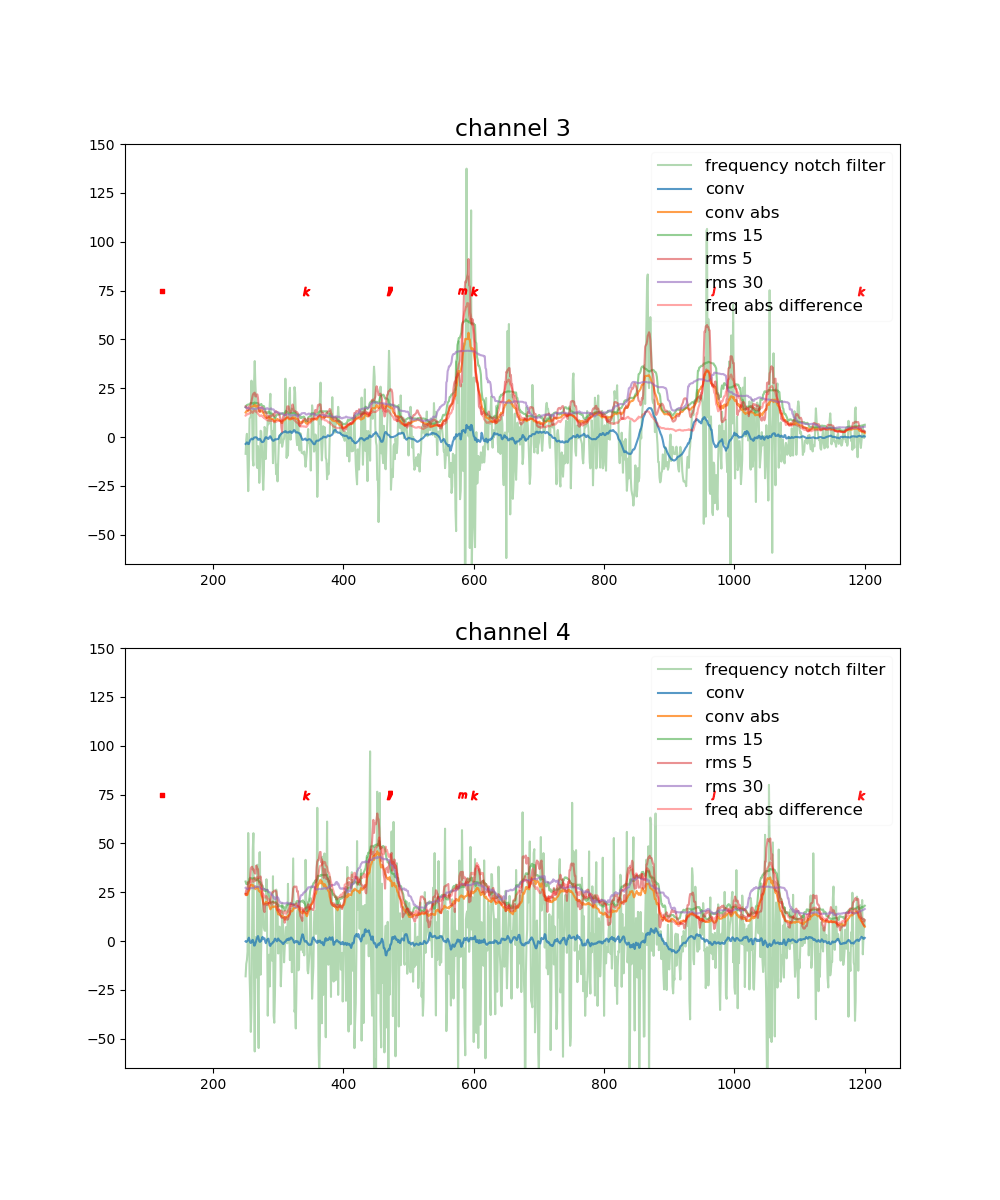 channel 3
150
125
100
75
50
25
0
−25
−50
frequency notch filter
conv
conv abs
rms 15
rms 5
rms 30
freq abs difference
k
m k
j
k
200 400 600 800 1000 1200
channel 4
150
125
100
75
50
25
0
−25
−50
frequency notch filter
conv
conv abs
rms 15
rms 5
rms 30
freq abs difference
k
m k
j
k
200 400 600 800 1000 1200